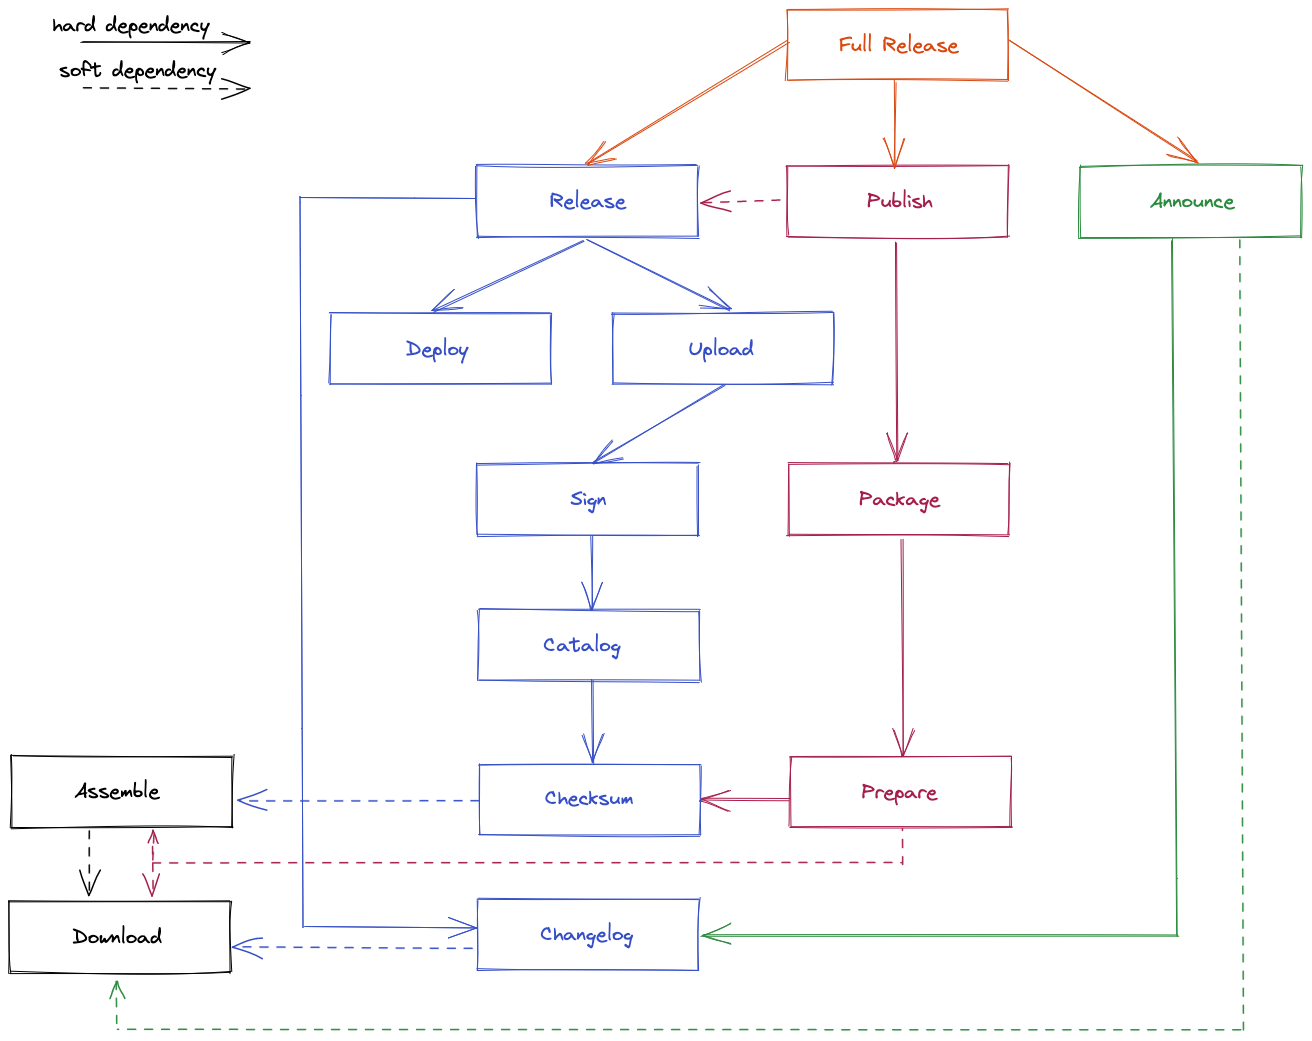 hard dependency
soft dependency
Full Release
Release
Publish
Announce
Deploy
Upload
Sign
Package
Catalog
Assemble
Checksum
Prepare
Download
Changelog